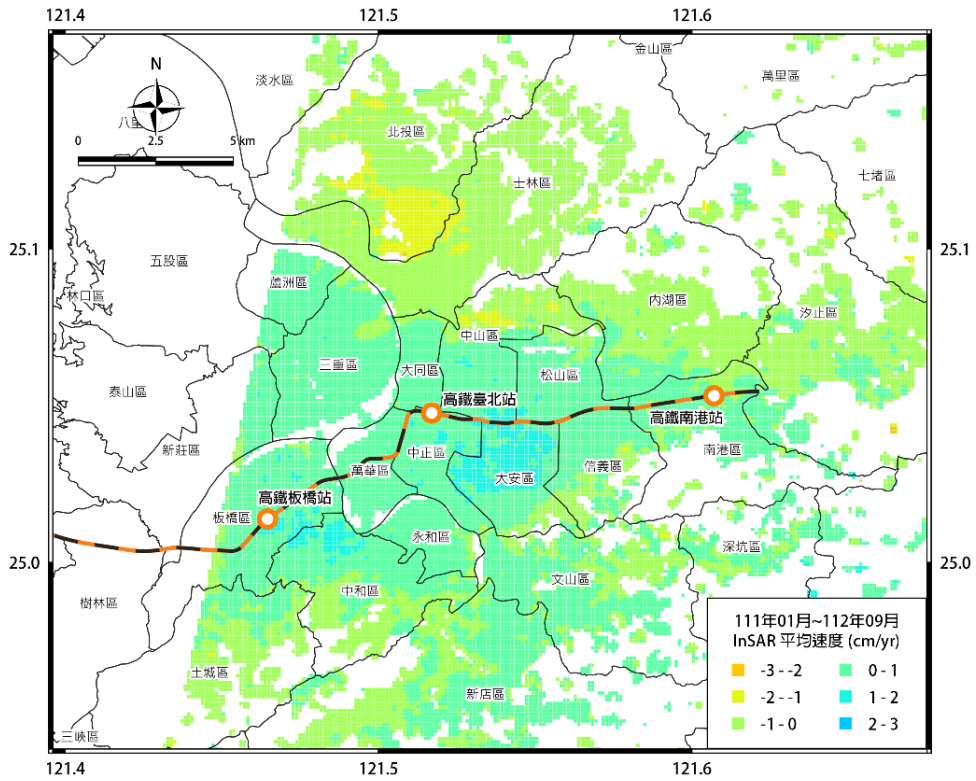 121.4
121.5
121.6
金山區
萬里區
淡水區
N
八里
0
2.5
5 km
北投區
士林區
七堵區
25.1
25.1
五股區
蘆洲區
林口區
內湖區
汐止區
中山區
三重區
大同區
松山區
泰山區
高鐵臺北站
高鐵南港站
新莊區
中正區
南港區
萬華區
信義區
大安區
高鐵板橋站
板橋區
永和區
深坑區
25.0
25.0
文山區
中和區
樹林區
111年01月~112年09月
InSAR 平均速度 (cm/yr)
-3 - -2
0 - 1
-2 - -1
1 - 2
-1 - 0
2 - 3
土城區
新店區
三峽區
121.4
121.5
121.6